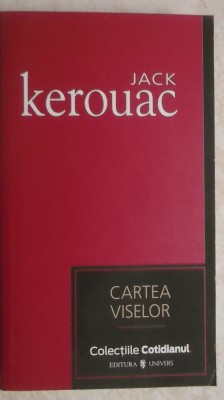 JACK
kerouac
CARTEA
VISELOR
Colecțiile Cotidianul
EDITURA UNIVERS